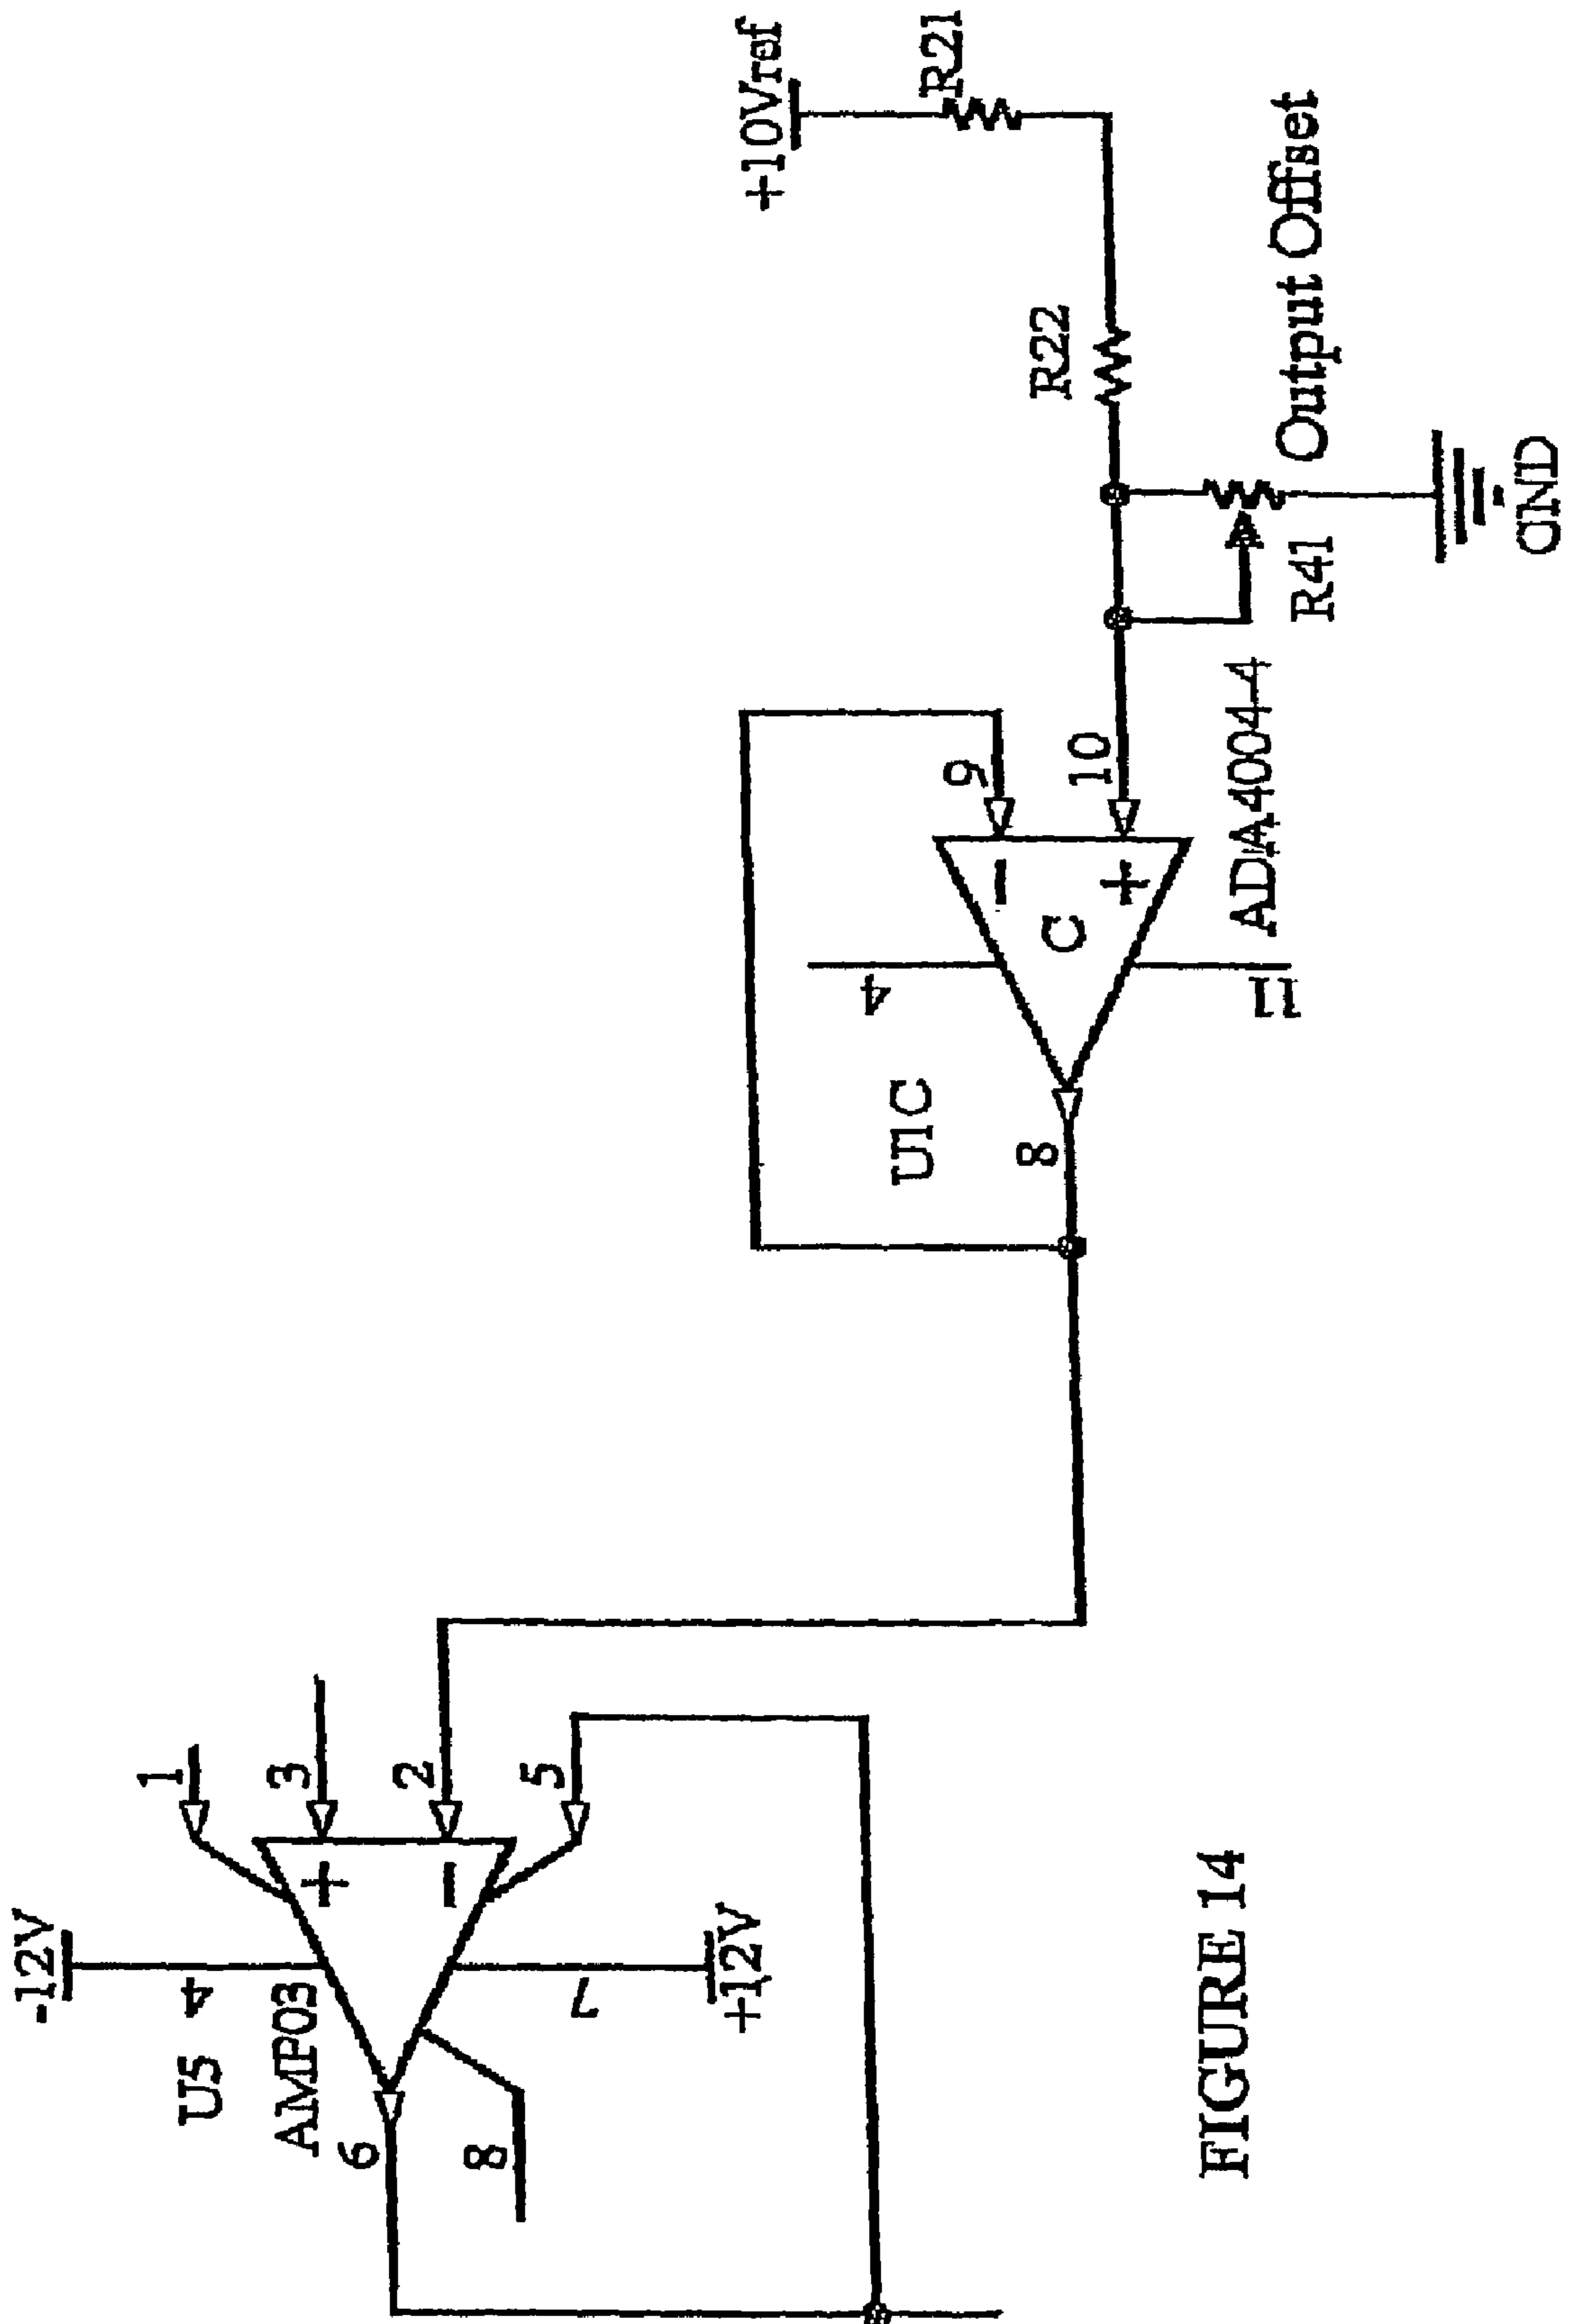 -12V
4
U5
AMP03
1
3
2
5
6
8
7
+12V
U1C
4
8
C
9
10
11
ADA4004-4
+10Vref
R21
R22
R41
Output Offset
GND
+
−
−
+
FIGURE 14